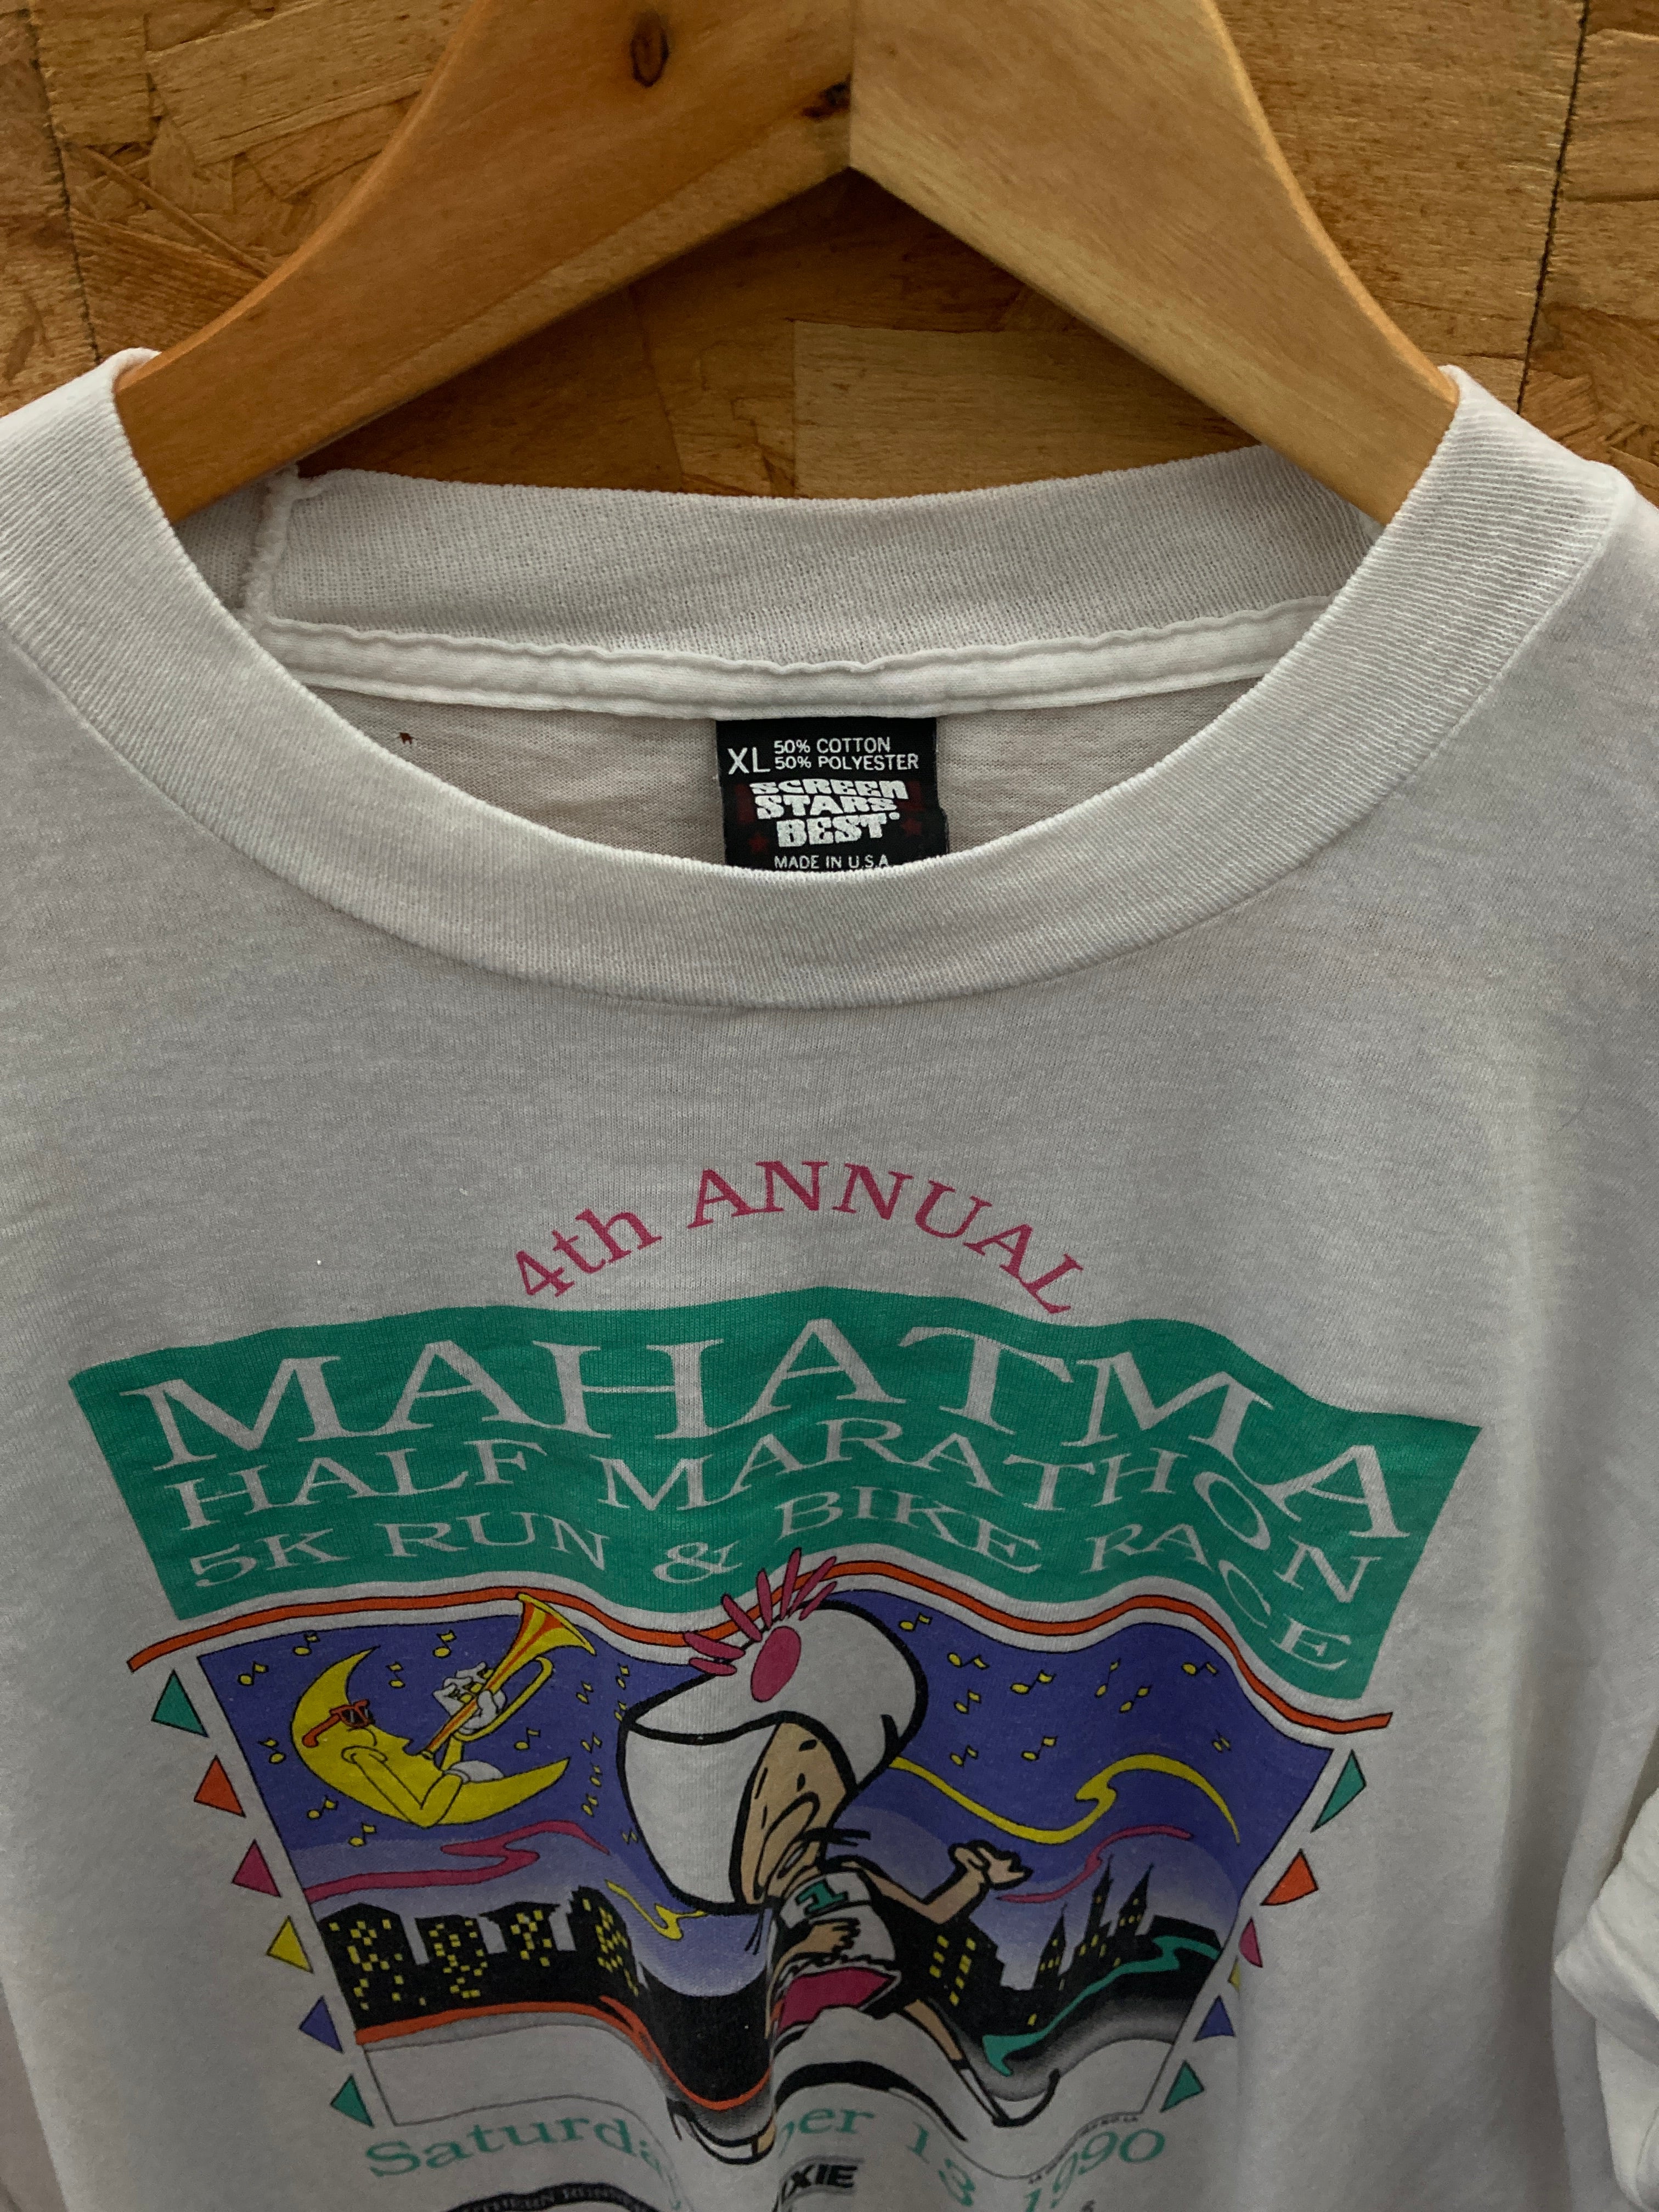 XL 50% COTTON
50% POLYESTER
SCREEN
STARS
BEST
MADE IN U.S.A.
4th ANNUAL
MAHATMA
HALF MARATHON
5K RUN & BIKE RACE
1
13 1990